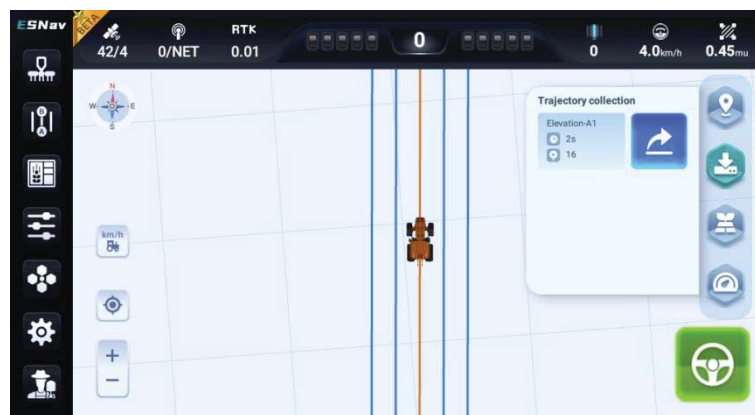 ESNav
BETA
42/4
0/NET
RTK
0.01
0
0
4.0km/h
0.45mu
N
W
E
S
Trajectory collection
Elevation-A1
2s
16
B
A
km/h
+
−